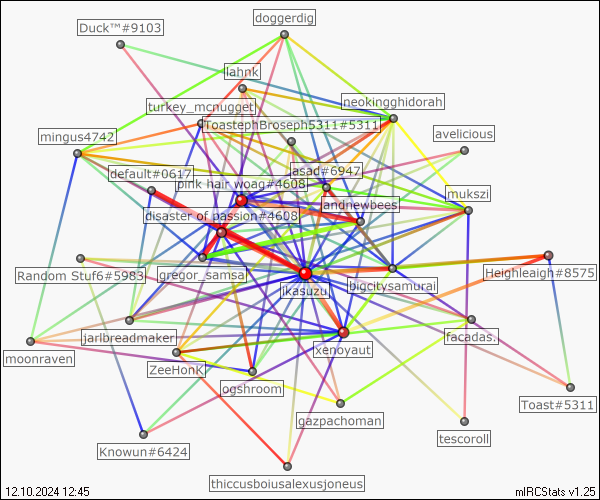 doggerdig
Duck™#9103
lahnk
neokingghidorah
turkey_mcnugget
ToastephBroseph5311#5311
mingus4742
avelicious
default#0617
asad#6947
pink hair woag#4608
mukszi
andnewbees
disaster of passion#4608
Random Stuf6#5983
gregor_samsa
bigcitysamurai
Heighleaigh#8575
ikasuzu
jarlbreadmaker
facadas.
xenoyaut
moonraven
ZeeHonk
ogshroom
Toast#5311
gazpachoman
tescoroll
Knowun#6424
thiccusboiusalexusjoneus
12.10.2024 12:45
mIRCStats v1.25